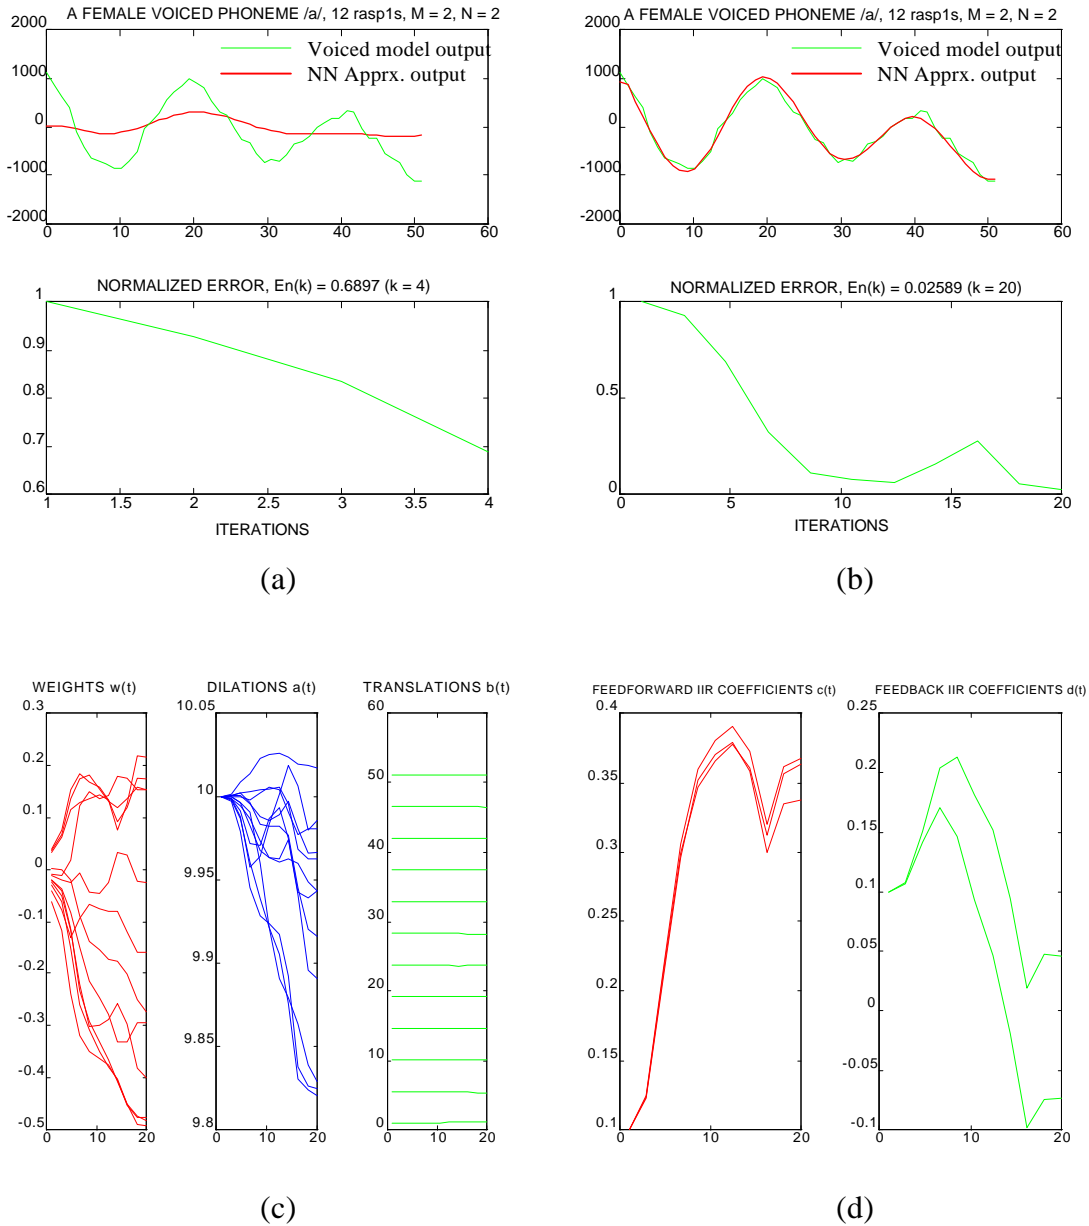 A FEMALE VOICED PHONEME /a/, 12 rasp1s, M = 2, N = 2
2000
1000
0
-1000
-2000
Voiced model output
NN Apprx. output
0 10 20 30 40 50 60
NORMALIZED ERROR, En(k) = 0.6897 (k = 4)
1
0.9
0.8
0.7
0.6
1 1.5 2 2.5 3 3.5 4
ITERATIONS
(a)
A FEMALE VOICED PHONEME /a/, 12 rasp1s, M = 2, N = 2
2000
1000
0
-1000
-2000
Voiced model output
NN Apprx. output
0 10 20 30 40 50 60
NORMALIZED ERROR, En(k) = 0.02589 (k = 20)
1
0.5
0
0 5 10 15 20
ITERATIONS
(b)
WEIGHTS w(t)
0.3
0.2
0.1
0
-0.1
-0.2
-0.3
-0.4
-0.5
0 10 20
DILATIONS a(t)
10.05
10
9.95
9.9
9.85
9.8
0 10 20
TRANSLATIONS b(t)
60
50
40
30
20
10
0
0 10 20
(c)
FEEDFORWARD IIR COEFFICIENTS c(t)
0.4
0.35
0.3
0.25
0.2
0.15
0.1
0 10 20
FEEDBACK IIR COEFFICIENTS d(t)
0.25
0.2
0.15
0.1
0.05
0
-0.05
-0.1
0 10 20
(d)